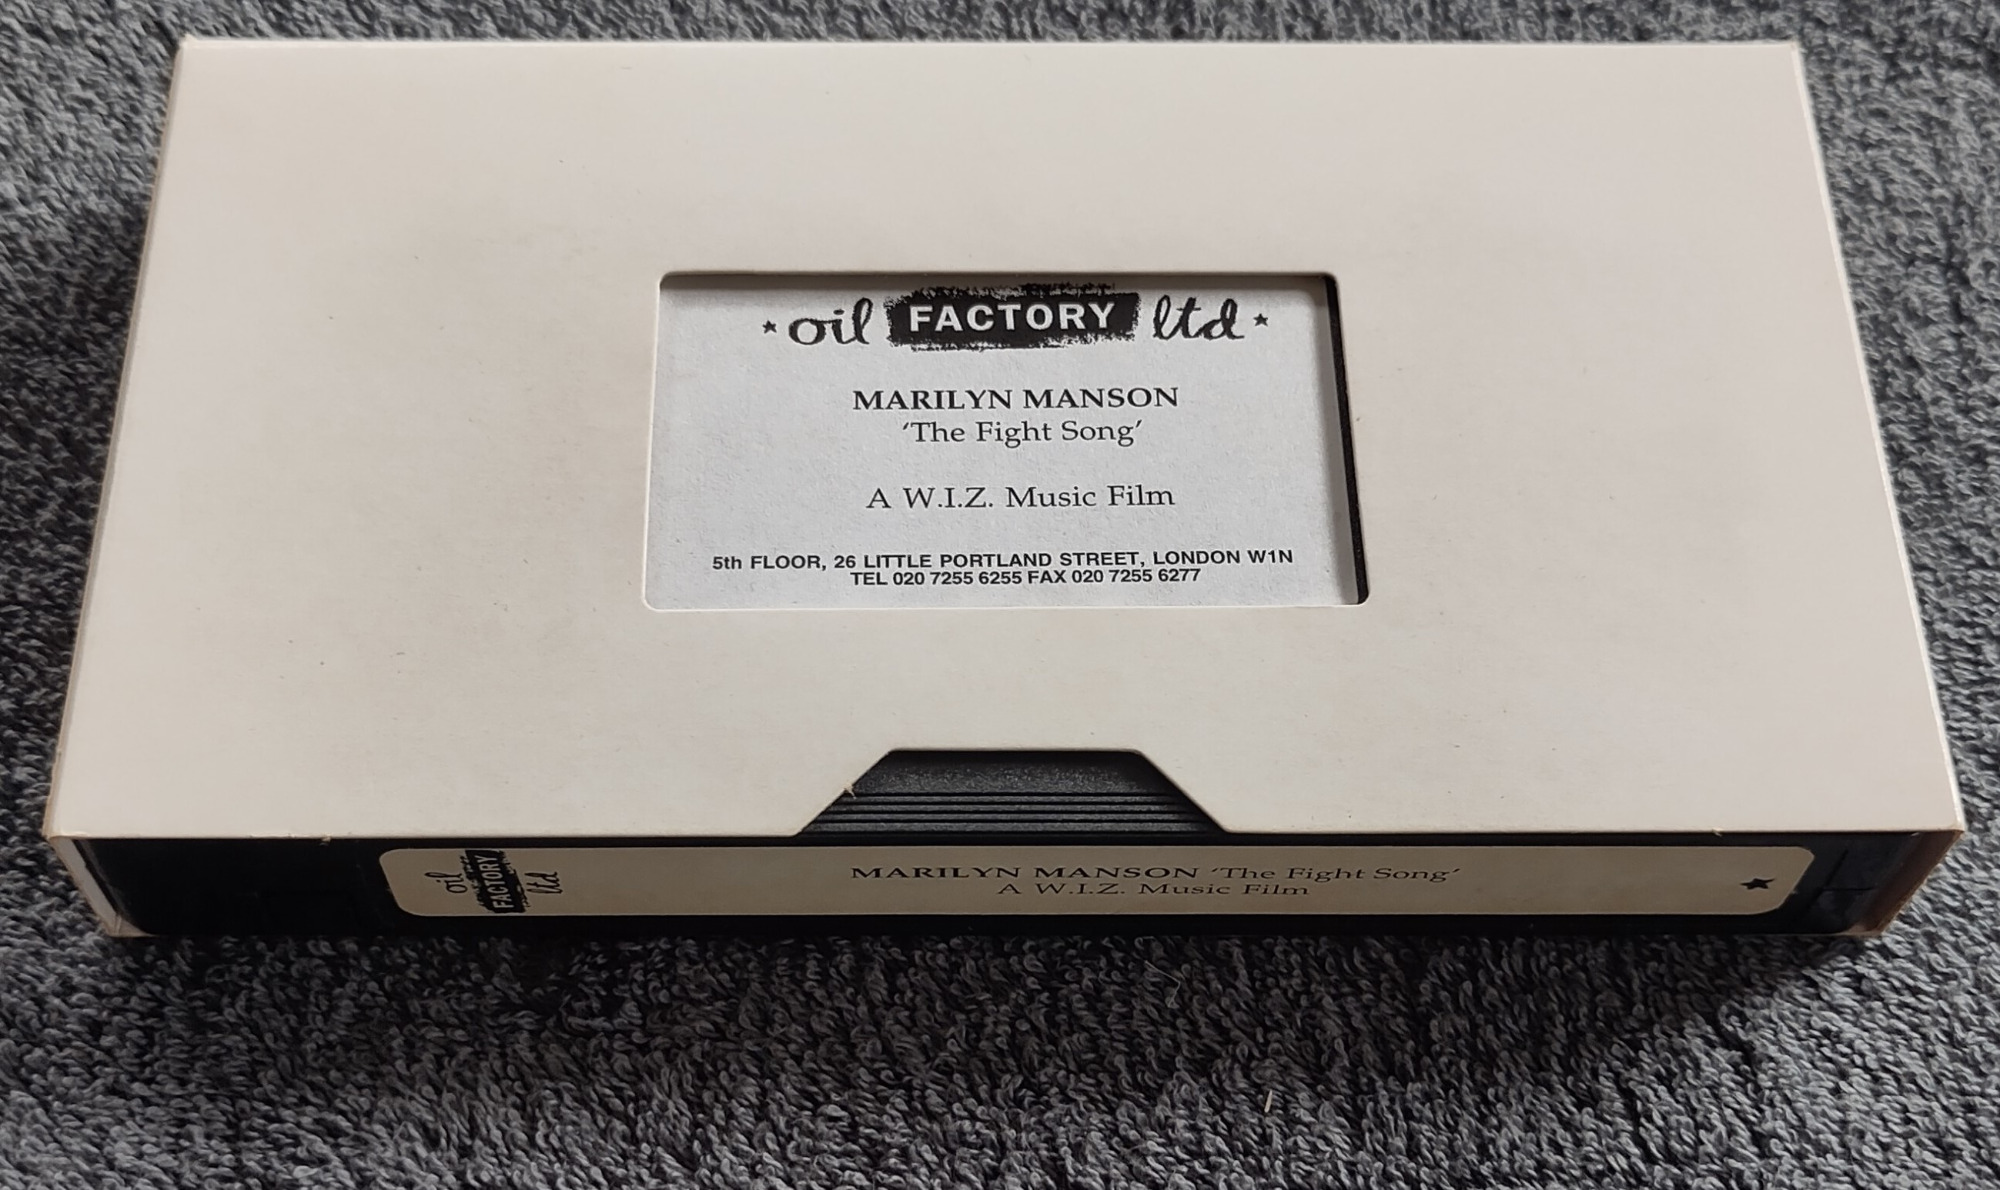 ★ oil FACTORY ltd ★
MARILYN MANSON
‘The Fight Song’
A W.I.Z. Music Film
5th FLOOR, 26 LITTLE PORTLAND STREET, LONDON W1N
TEL 020 7255 6255 FAX 020 7255 6277
oil
FACTORY
ltd
MARILYN MANSON ‘The Fight Song’
A W.I.Z. Music Film
★